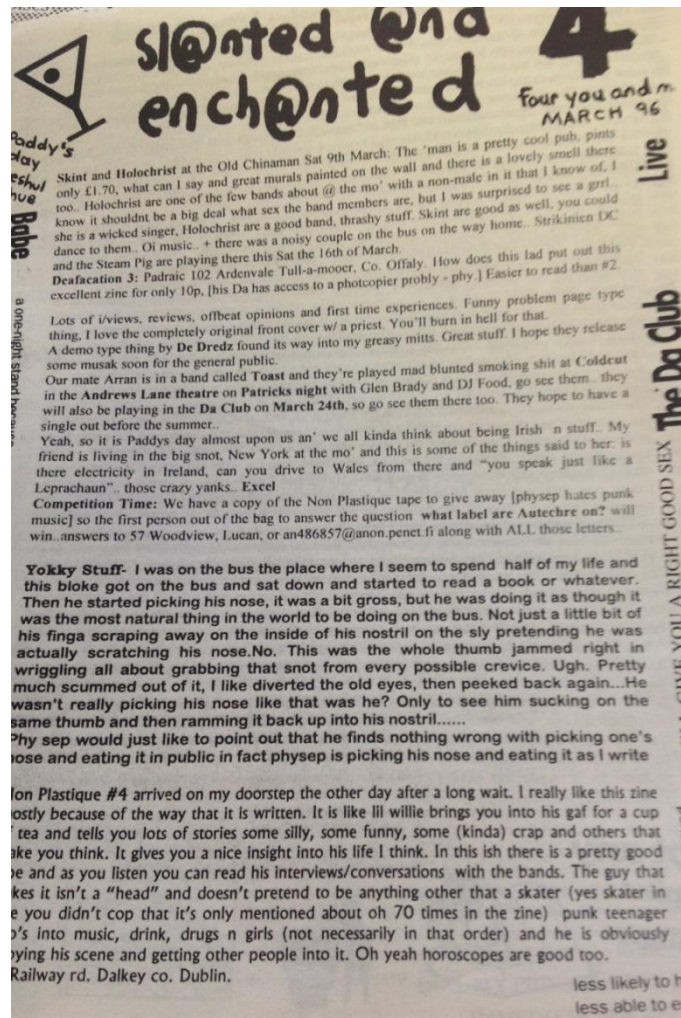 sl@nted @nd 4
ench@nted
four you and m
MARCH 96
Paddy's
day
Babe
a one-night stand because
Live
The Da Club
GIVE YOU A RIGHT GOOD SEX
Skint and Holochrist at the Old Chinaman Sat 9th March: The 'man is a pretty cool pub, pints
only £1.70, what can I say and great murals painted on the wall and there is a lovely smell there
too.. Holochrist are one of the few bands about @ the mo' with a non-male in it that I know of, I
know it shouldnt be a big deal what sex the band members are, but I was surprised to see a grrl..
she is a wicked singer, Holochrist are a good band, thrashy stuff. Skint are good as well, you could
dance to them.. Oi music.. + there was a noisy couple on the bus on the way home.. Strikinien DC
and the Steam Pig are playing there this Sat the 16th of March.
Deafacation 3: Padraic 102 Ardenvale Tull-a-mooer, Co. Offaly. How does this lad put out this
excellent zine for only 10p, [his Da has access to a photocopier probly - phy.] Easier to read than #2.
Lots of i/views, reviews, offbeat opinions and first time experiences. Funny problem page type
thing, I love the completely original front cover w/ a priest. You'll burn in hell for that.
A demo type thing by De Dredz found its way into my greasy mitts. Great stuff. I hope they release
some musak soon for the general public.
Our mate Arran is in a band called Toast and they're played mad blunted smoking shit at Coldcut
in the Andrews Lane theatre on Patricks night with Glen Brady and DJ Food, go see them.. they
will also be playing in the Da Club on March 24th, so go see them there too. They hope to have a
single out before the summer..
Yeah, so it is Paddys day almost upon us an' we all kinda think about being Irish n stuff.. My
friend is living in the big snot, New York at the mo' and this is some of the things said to her: is
there electricity in Ireland, can you drive to Wales from there and "you speak just like a
Leprachaun".. those crazy yanks.. Excel
Competition Time: We have a copy of the Non Plastique tape to give away [physep hates punk
music] so the first person out of the bag to answer the question what label are Autechre on? will
win..answers to 57 Woodview, Lucan, or an486857@anon.penet.fi along with ALL those letters..
Yokky Stuff- I was on the bus the place where I seem to spend half of my life and
this bloke got on the bus and sat down and started to read a book or whatever.
Then he started picking his nose, it was a bit gross, but he was doing it as though it
was the most natural thing in the world to be doing on the bus. Not just a little bit of
his finga scraping away on the inside of his nostril on the sly pretending he was
actually scratching his nose.No. This was the whole thumb jammed right in
wriggling all about grabbing that snot from every possible crevice. Ugh. Pretty
much scummed out of it, I like diverted the old eyes, then peeked back again...He
wasn't really picking his nose like that was he? Only to see him sucking on the
same thumb and then ramming it back up into his nostril......
Phy sep would just like to point out that he finds nothing wrong with picking one's
nose and eating it in public in fact physep is picking his nose and eating it as I write
Non Plastique #4 arrived on my doorstep the other day after a long wait. I really like this zine
ostly because of the way that it is written. It is like lil willie brings you into his gaf for a cup
tea and tells you lots of stories some silly, some funny, some (kinda) crap and others that
ake you think. It gives you a nice insight into his life I think. In this ish there is a pretty good
e and as you listen you can read his interviews/conversations with the bands. The guy that
kes it isn't a "head" and doesn't pretend to be anything other that a skater (yes skater in
e you didn't cop that it's only mentioned about oh 70 times in the zine) punk teenager
o's into music, drink, drugs n girls (not necessarily in that order) and he is obviously
ying his scene and getting other people into it. Oh yeah horoscopes are good too.
Railway rd. Dalkey co. Dublin.
less likely to
less able to